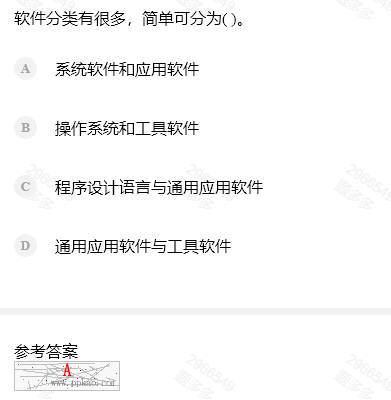 软件分类有很多，简单可分为( )。
A 系统软件和应用软件
B 操作系统和工具软件
C 程序设计语言与通用应用软件
D 通用应用软件与工具软件
参考答案
A